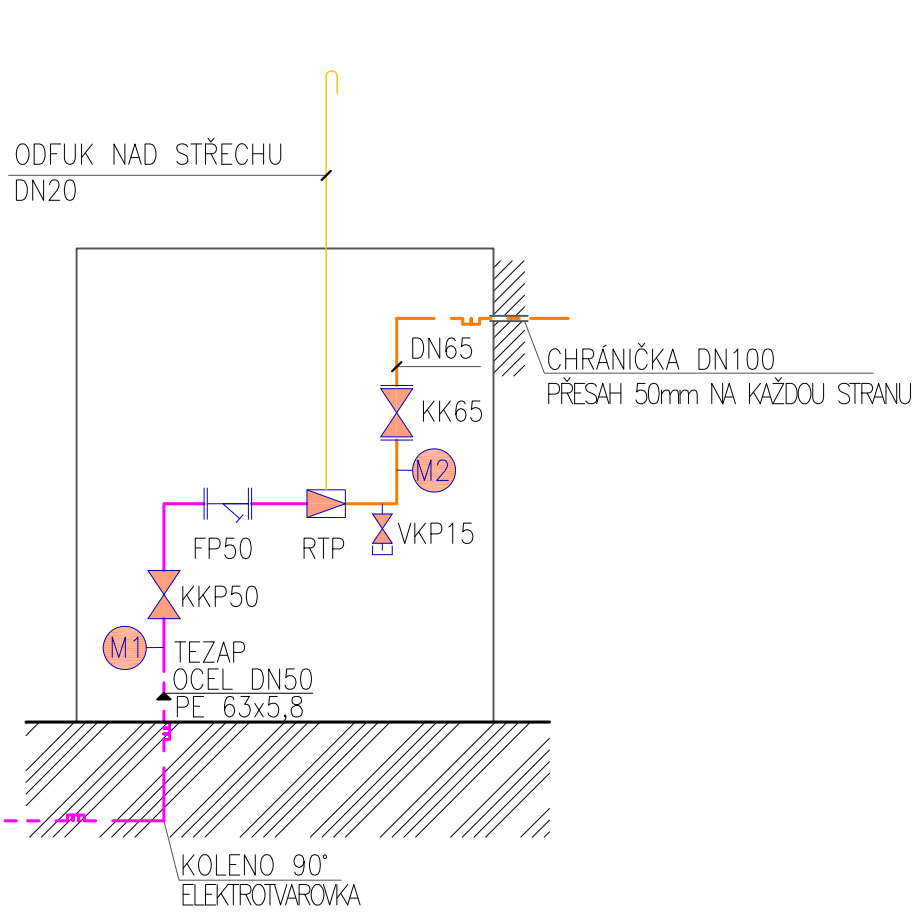 ODFUK NAD STŘECHU
DN20
DN65
CHRÁNIČKA DN100
PŘESAH 50mm NA KAŽDOU STRANU
KK65
M2
FP50
RTP
VKP15
KKP50
M1
TEZAP
OCEL DN50
PE 63x5,8
KOLENO 90°
ELEKTROTVAROVKA